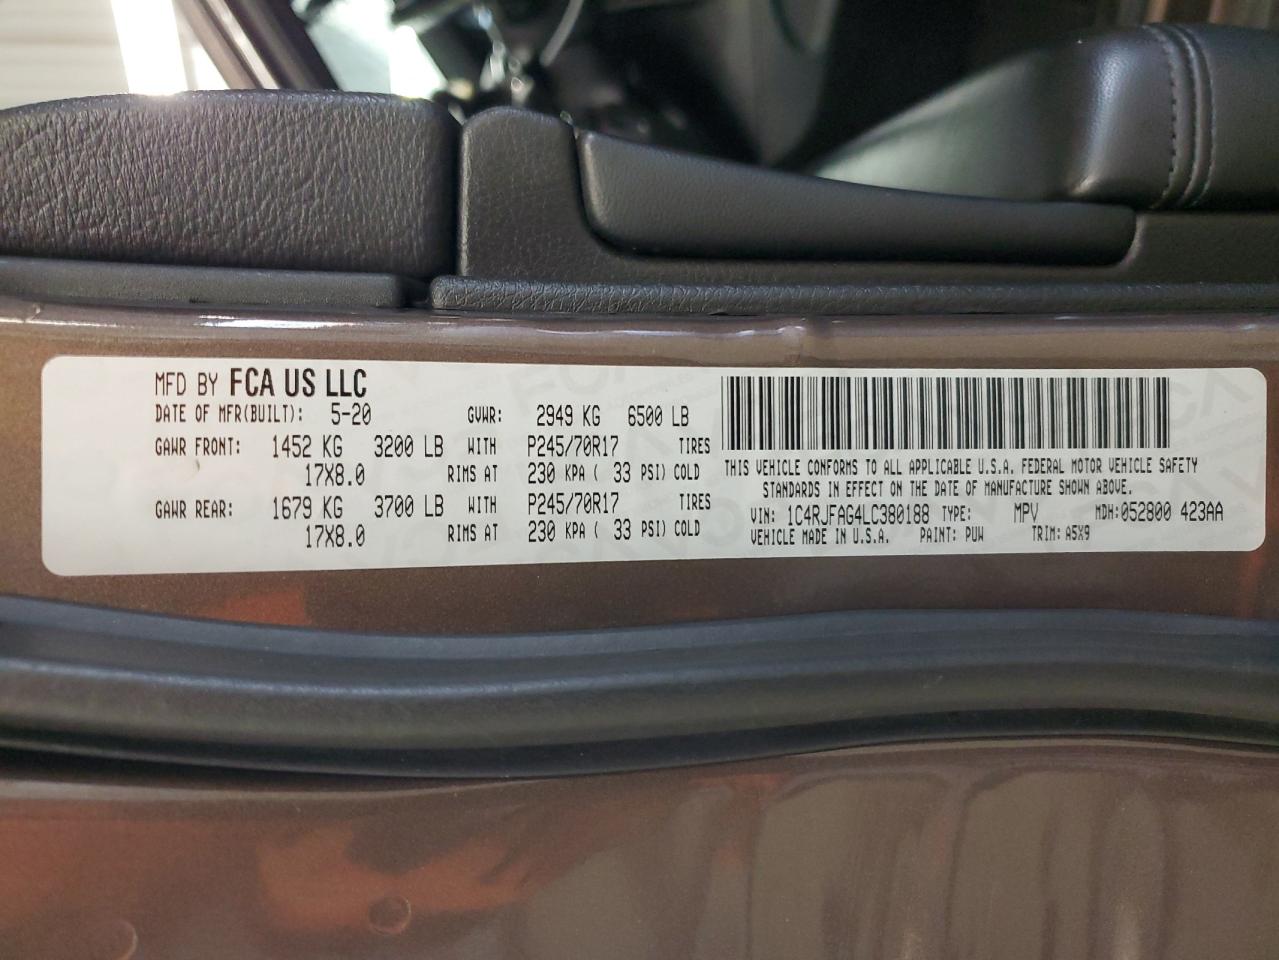 MFD BY FCA US LLC
DATE OF MFR(BUILT): 5-20 GVWR: 2949 KG 6500 LB
GAWR FRONT: 1452 KG 3200 LB WITH P245/70R17 TIRES
17X8.0 RIMS AT 230 KPA ( 33 PSI) COLD
GAWR REAR: 1679 KG 3700 LB WITH P245/70R17 TIRES
17X8.0 RIMS AT 230 KPA ( 33 PSI) COLD
THIS VEHICLE CONFORMS TO ALL APPLICABLE U.S.A. FEDERAL MOTOR VEHICLE SAFETY
STANDARDS IN EFFECT ON THE DATE OF MANUFACTURE SHOWN ABOVE.
VIN: 1C4RJFAG4LC380188 TYPE: MPV MDH:052800 423AA
VEHICLE MADE IN U.S.A. PAINT: PUW TRIM: A5X9